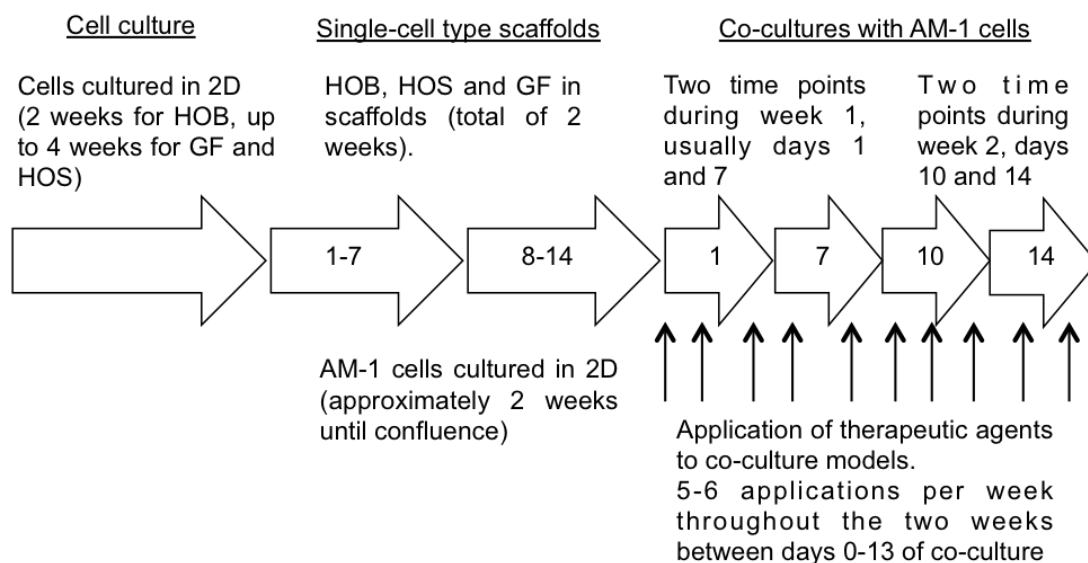 Cell culture
Single-cell type scaffolds
Co-cultures with AM-1 cells
Cells cultured in 2D
(2 weeks for HOB, up
to 4 weeks for GF and
HOS)
HOB, HOS and GF in
scaffolds (total of 2
weeks).
Two time points
during week 1,
usually days 1
and 7
Two time
points during
week 2, days
10 and 14
1-7
8-14
1
7
10
14
AM-1 cells cultured in 2D
(approximately 2 weeks
until confluence)
Application of therapeutic agents
to co-culture models.
5-6 applications per week
throughout the two weeks
between days 0-13 of co-culture